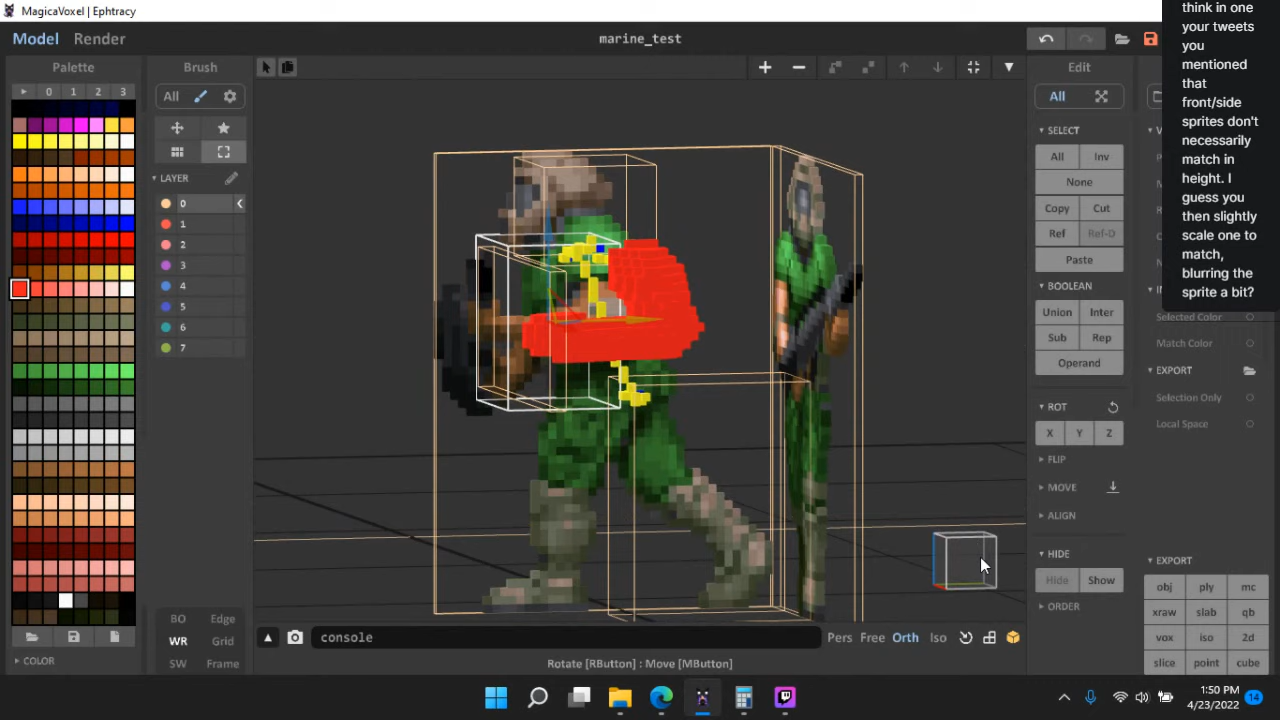 MagicaVoxel | Ephtracy
Model Render
marine_test
Palette
Brush
Edit
0 1 2 3
All
All
LAYER
0
1
2
3
4
5
6
7
BO Edge
WR Grid
SW Frame
COLOR
console
Pers Free Orth Iso
Rotate [RButton] : Move [MButton]
SELECT
All Inv
None
Copy Cut
Ref Ref-D
Paste
BOOLEAN
Union Inter
Sub Rep
Operand
ROT
X Y Z
FLIP
MOVE
ALIGN
HIDE
Hide Show
ORDER
think in one
your tweets
you
mentioned
that
front/side
sprites don't
necessarily
match in
height. I
guess you
then slightly
scale one to
match,
blurring the
sprite a bit?
Selected Color
Match Color
EXPORT
Selection Only
Local Space
EXPORT
obj ply mc
xraw slab qb
vox iso 2d
slice point cube
1:50 PM
4/23/2022
14